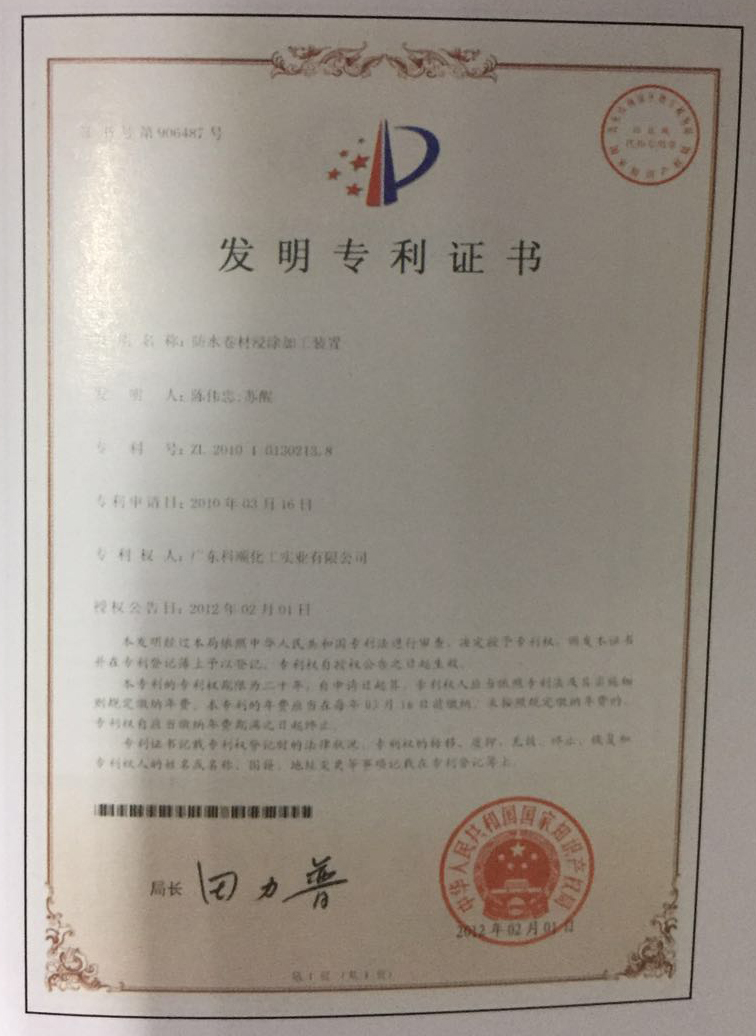 证书号第906487号
发明专利证书
发明名称：防水卷材浸涂加工装置
发明人：陈伟忠;苏醒
专利号：ZL 2010 1 0130213.8
专利申请日：2010年03月16日
专利权人：广东科顺化工实业有限公司
授权公告日：2012年02月01日
本发明经过本局依照中华人民共和国专利法进行审查，决定授予专利权，颁发本证书
并在专利登记簿上予以登记。专利权自授权公告之日起生效。
本专利的专利权期限为二十年，自申请日起算。专利权人应当依照专利法及其实施细
则规定缴纳年费。本专利的年费应当在每年03月16日前缴纳。未按照规定缴纳年费的，
专利权自应当缴纳年费期满之日起终止。
专利证书记载专利权登记时的法律状况。专利权的转移、质押、无效、终止、恢复和
专利权人的姓名或名称、国籍、地址变更等事项记载在专利登记簿上。
局长 田力普
中华人民共和国国家知识产权局
2012年02月01日
第1页（共1页）